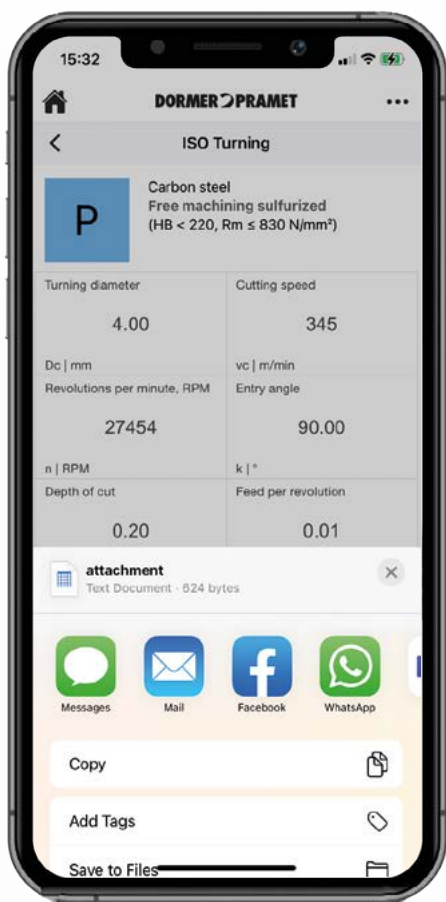 15:32
DORMER PRAMET
ISO Turning
P
Carbon steel
Free machining sulfurized
(HB < 220, Rm ≤ 830 N/mm²)
Turning diameter
4.00
Dc | mm
Cutting speed
345
vc | m/min
Revolutions per minute, RPM
27454
n | RPM
Entry angle
90.00
k | °
Depth of cut
0.20
Feed per revolution
0.01
attachment
Text Document · 624 bytes
Messages
Mail
Facebook
WhatsApp
Copy
Add Tags
Save to Files